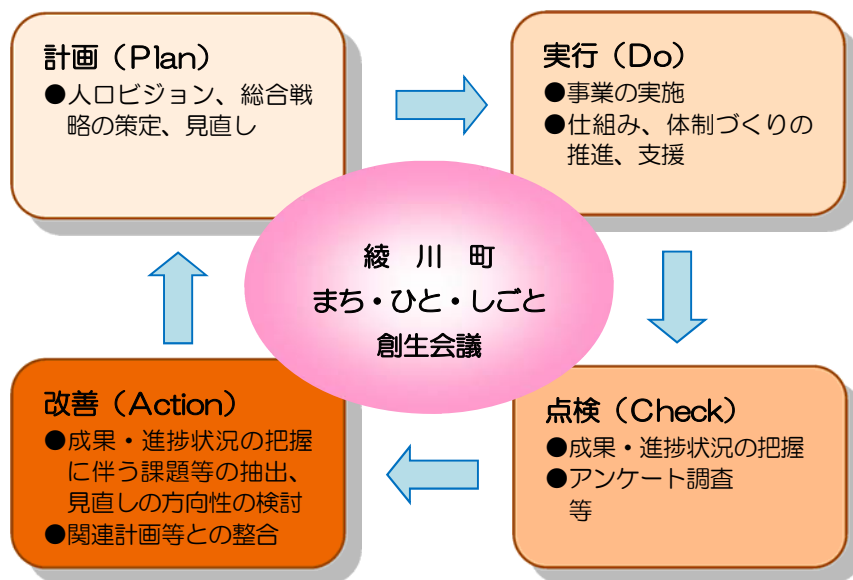 計画（Plan）
●人口ビジョン、総合戦
略の策定、見直し
実行（Do）
●事業の実施
●仕組み、体制づくりの
推進、支援
綾　川　町
まち・ひと・しごと
創生会議
改善（Action）
●成果・進捗状況の把握
に伴う課題等の抽出、
見直しの方向性の検討
●関連計画等との整合
点検（Check）
●成果・進捗状況の把握
●アンケート調査
等